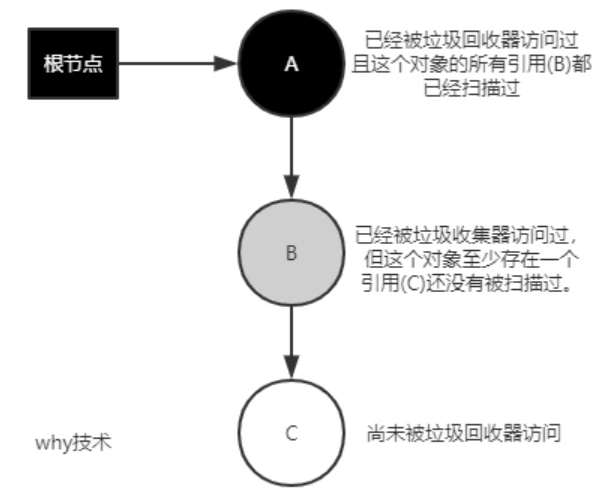 根节点
A
已经被垃圾回收器访问过
且这个对象的所有引用(B)都
已经扫描过
B
已经被垃圾收集器访问过，
但这个对象至少存在一个
引用(C)还没有被扫描过。
C
尚未被垃圾回收器访问
why技术